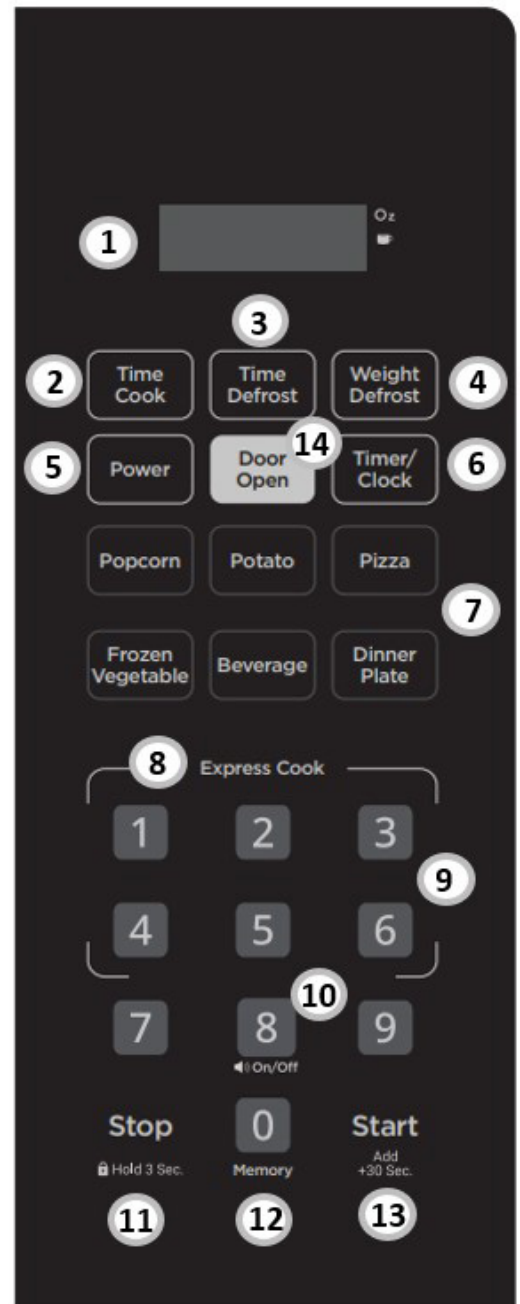 Oz
1
3
2
Time
Cook
Time
Defrost
Weight
Defrost
4
5
Power
Door
Open
14
Timer/
Clock
6
Popcorn
Potato
Pizza
7
Frozen
Vegetable
Beverage
Dinner
Plate
8
Express Cook
1
2
3
9
4
5
6
10
7
8
On/Off
9
Stop
Hold 3 Sec.
0
Memory
Start
Add
+30 Sec.
11
12
13